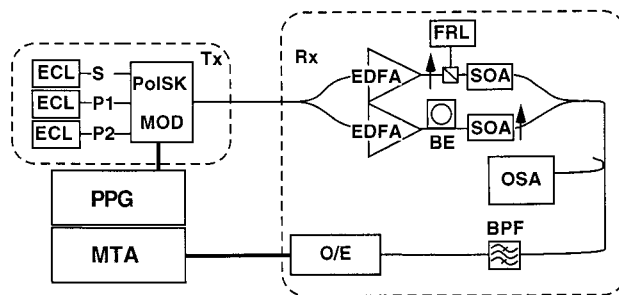 Tx
ECL S
ECL P1
ECL P2
PolSK
MOD
PPG
MTA
Rx
FRL
EDFA
SOA
EDFA
BE
SOA
OSA
BPF
O/E